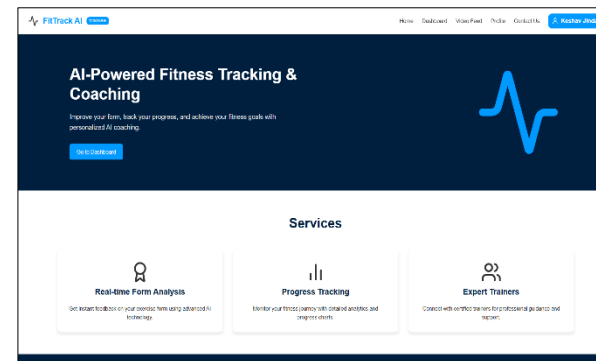 FitTrack AI
Home Dashboard Video Feed Profile Contact Us Keshav Jinda
AI-Powered Fitness Tracking &
Coaching
Improve your form, track your progress, and achieve your fitness goals with
personalized AI coaching.
Go to Dashboard
Services
Real-time Form Analysis
Get instant feedback on your exercise form using advanced AI
technology.
Progress Tracking
Monitor your fitness journey with detailed analytics and
progress charts.
Expert Trainers
Connect with certified trainers for professional guidance and
support.